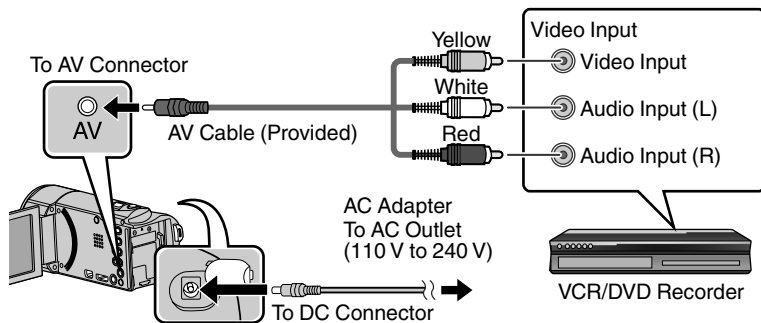 To AV Connector
AV
AV Cable (Provided)
Yellow
White
Red
Video Input
Video Input
Audio Input (L)
Audio Input (R)
AC Adapter
To AC Outlet
(110 V to 240 V)
To DC Connector
VCR/DVD Recorder